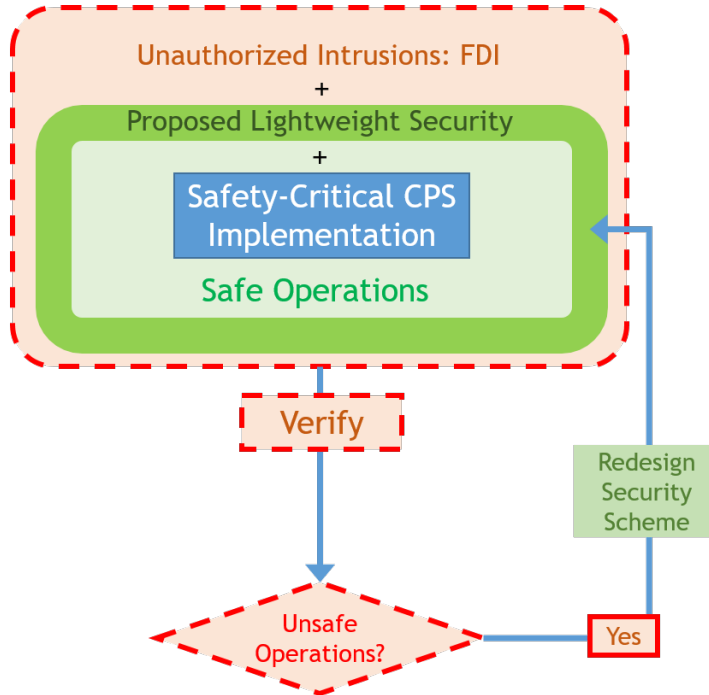 Unauthorized Intrusions: FDI
+
Proposed Lightweight Security
+
Safety-Critical CPS
Implementation
Safe Operations
Verify
Redesign
Security
Scheme
Unsafe
Operations?
Yes